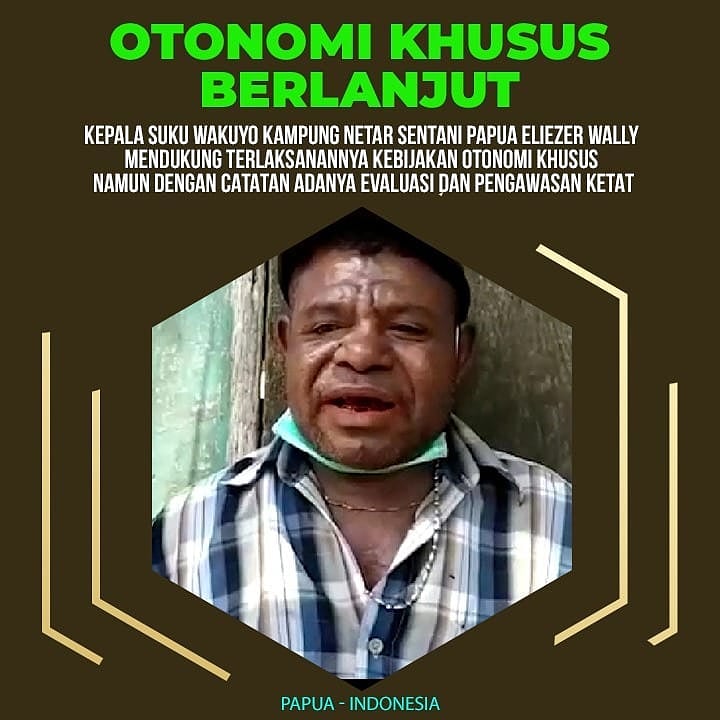 OTONOMI KHUSUS
BERLANJUT
KEPALA SUKU WAKUYO KAMPUNG NETAR SENTANI PAPUA ELIEZER WALLY
MENDUKUNG TERLAKSANANNYA KEBIJAKAN OTONOMI KHUSUS
NAMUN DENGAN CATATAN ADANYA EVALUASI DAN PENGAWASAN KETAT
PAPUA - INDONESIA